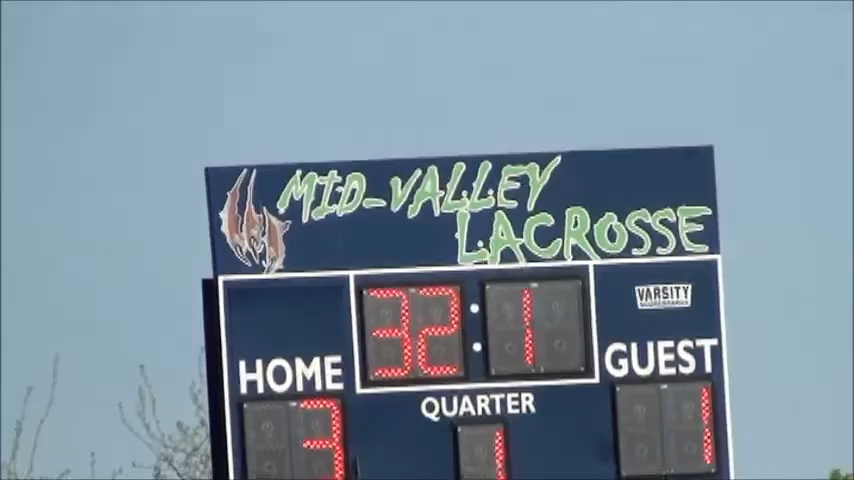 MID-VALLEY
LACROSSE
VARSITY
32:1
HOME
GUEST
QUARTER
3
1
1